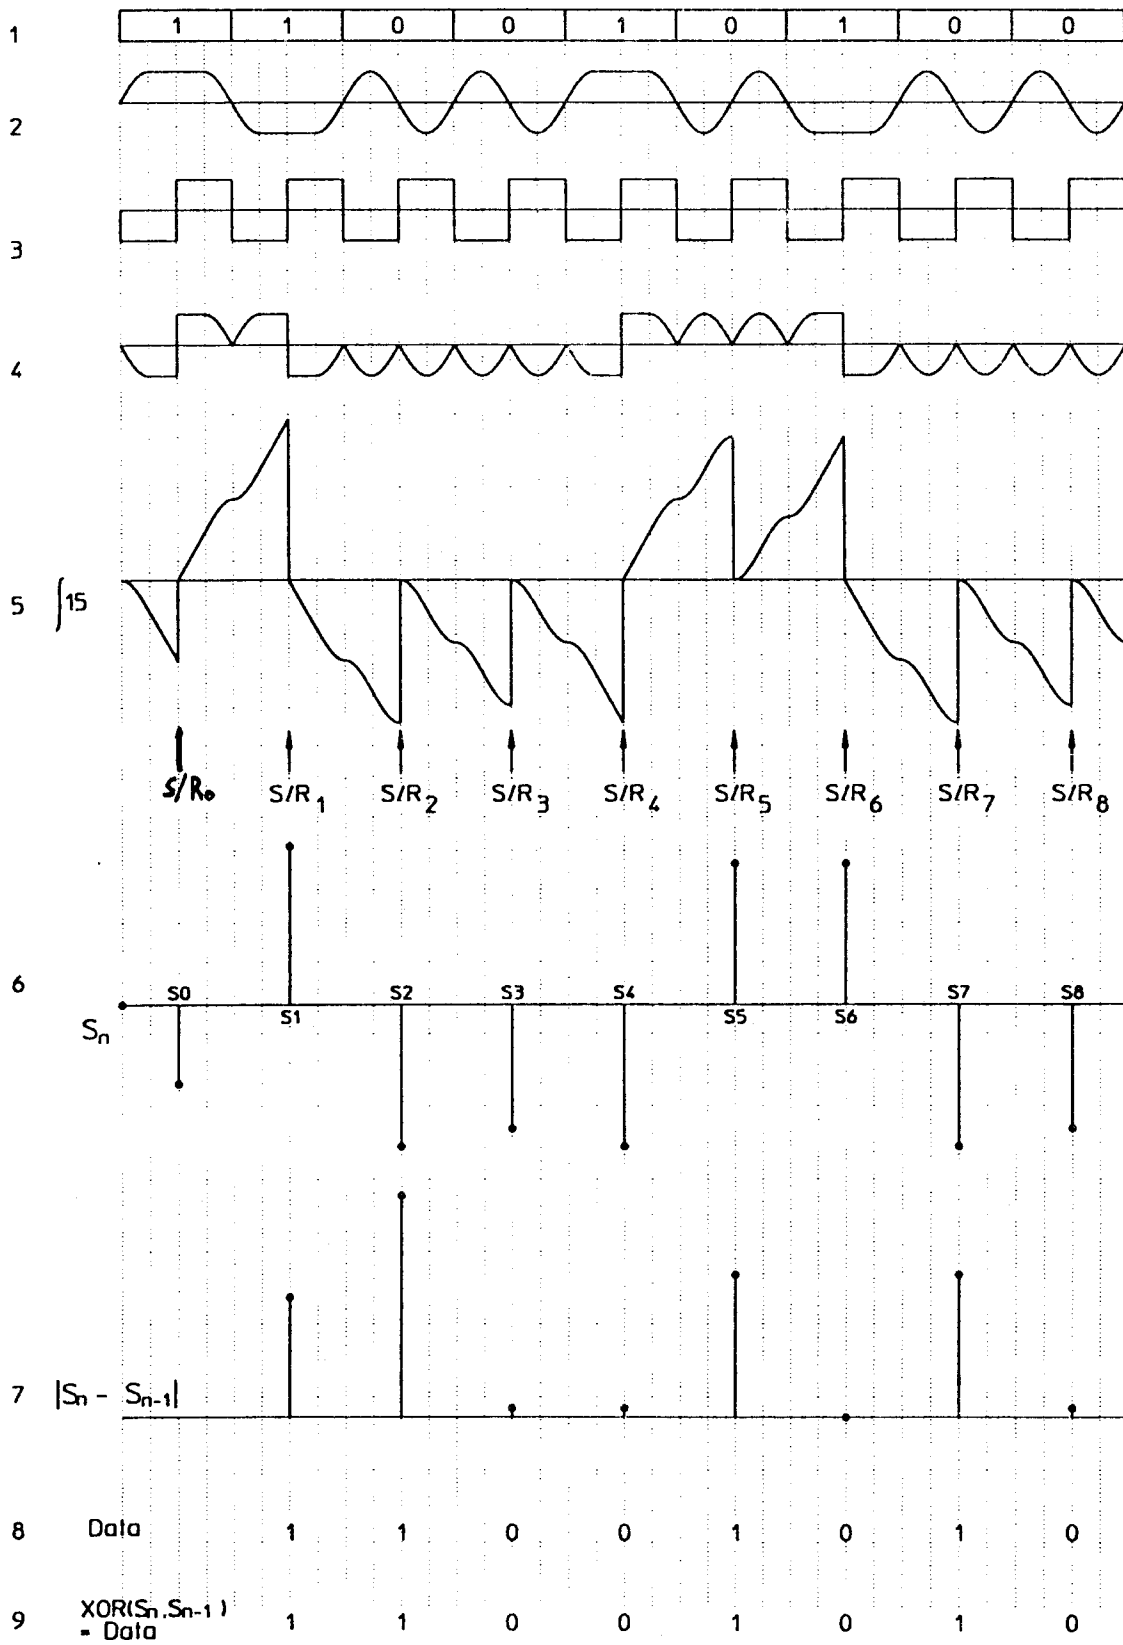 1 1 1 0 0 1 0 1 0 0
2
3
4
5 ∫15
S/R0 S/R1 S/R2 S/R3 S/R4 S/R5 S/R6 S/R7 S/R8
6 S0 S2 S3 S4 S7 S8
Sn S1 S5 S6
7 |Sn - Sn-1|
8 Data 1 1 0 0 1 0 1 0
9 XOR(Sn.Sn-1) 1 1 0 0 1 0 1 0
= Data